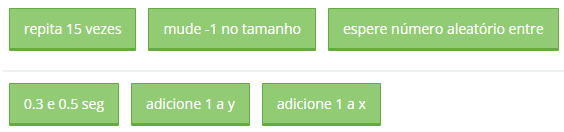 repita 15 vezes mude -1 no tamanho espere número aleatório entre
0.3 e 0.5 seg adicione 1 a y adicione 1 a x